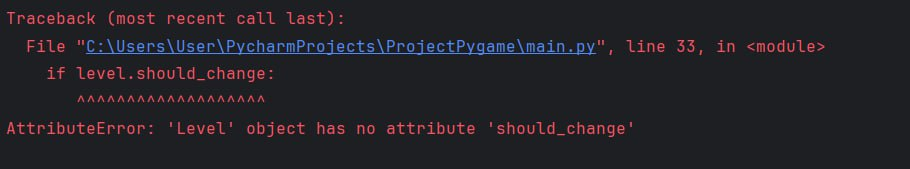 Traceback (most recent call last):
File "C:\Users\User\PycharmProjects\ProjectPygame\main.py", line 33, in <module>
if level.should_change:
^^^^^^^^^^^^^^^^^^^
AttributeError: 'Level' object has no attribute 'should_change'